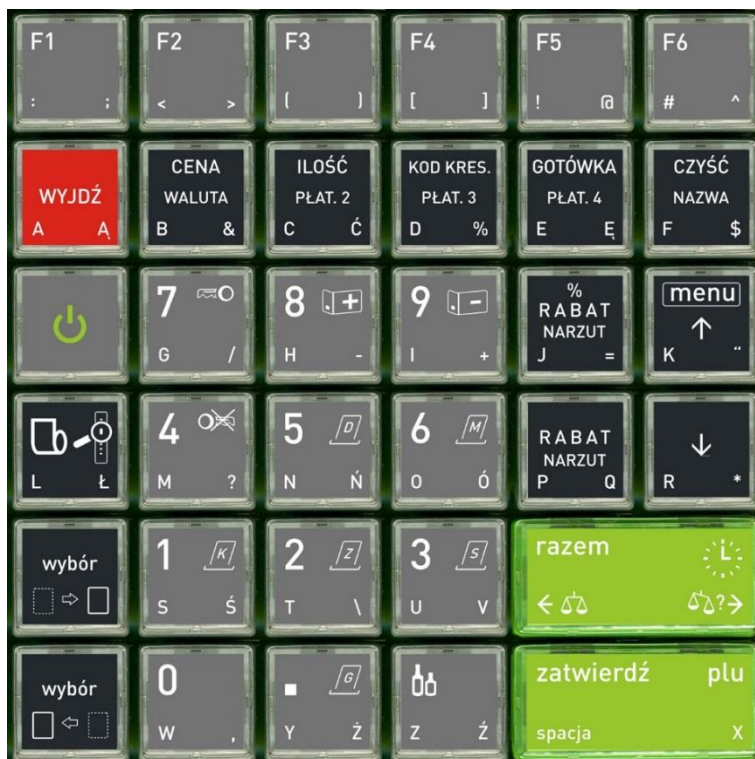 F1 F2 F3 F4 F5 F6
: ; < > ( ) [ ] ! @ # ^
WYJDŹ
A Ą
CENA
WALUTA
B &
ILOŚĆ
PŁAT. 2
C Ć
KOD KRES.
PŁAT. 3
D %
GOTÓWKA
PŁAT. 4
E Ę
CZYŚĆ
NAZWA
F $
7
G /
8 +
H -
9 -
I +
%
RABAT
NARZUT
J =
menu
↑
K “
L Ł
4
M ?
5 D
N Ń
6 M
O Ó
RABAT
NARZUT
P Q
↓
R *
wybór
⇨
1 K
S Ś
2 Z
T \
3 S
U V
razem
← ?→
wybór
⇦
0
W ,
. G
Y Ż
Z Ź
zatwierdź plu
spacja X